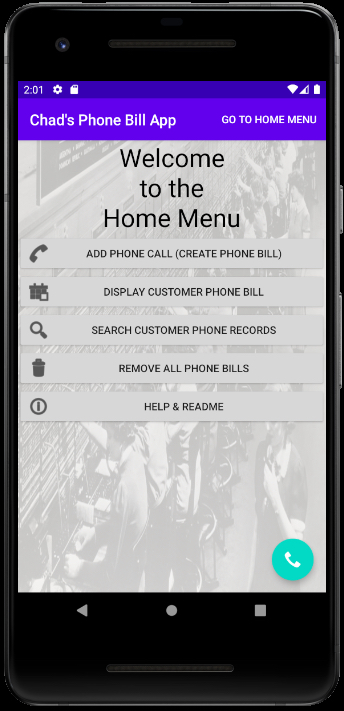 2:01
Chad's Phone Bill App
GO TO HOME MENU
Welcome
to the
Home Menu
ADD PHONE CALL (CREATE PHONE BILL)
DISPLAY CUSTOMER PHONE BILL
SEARCH CUSTOMER PHONE RECORDS
REMOVE ALL PHONE BILLS
HELP & README